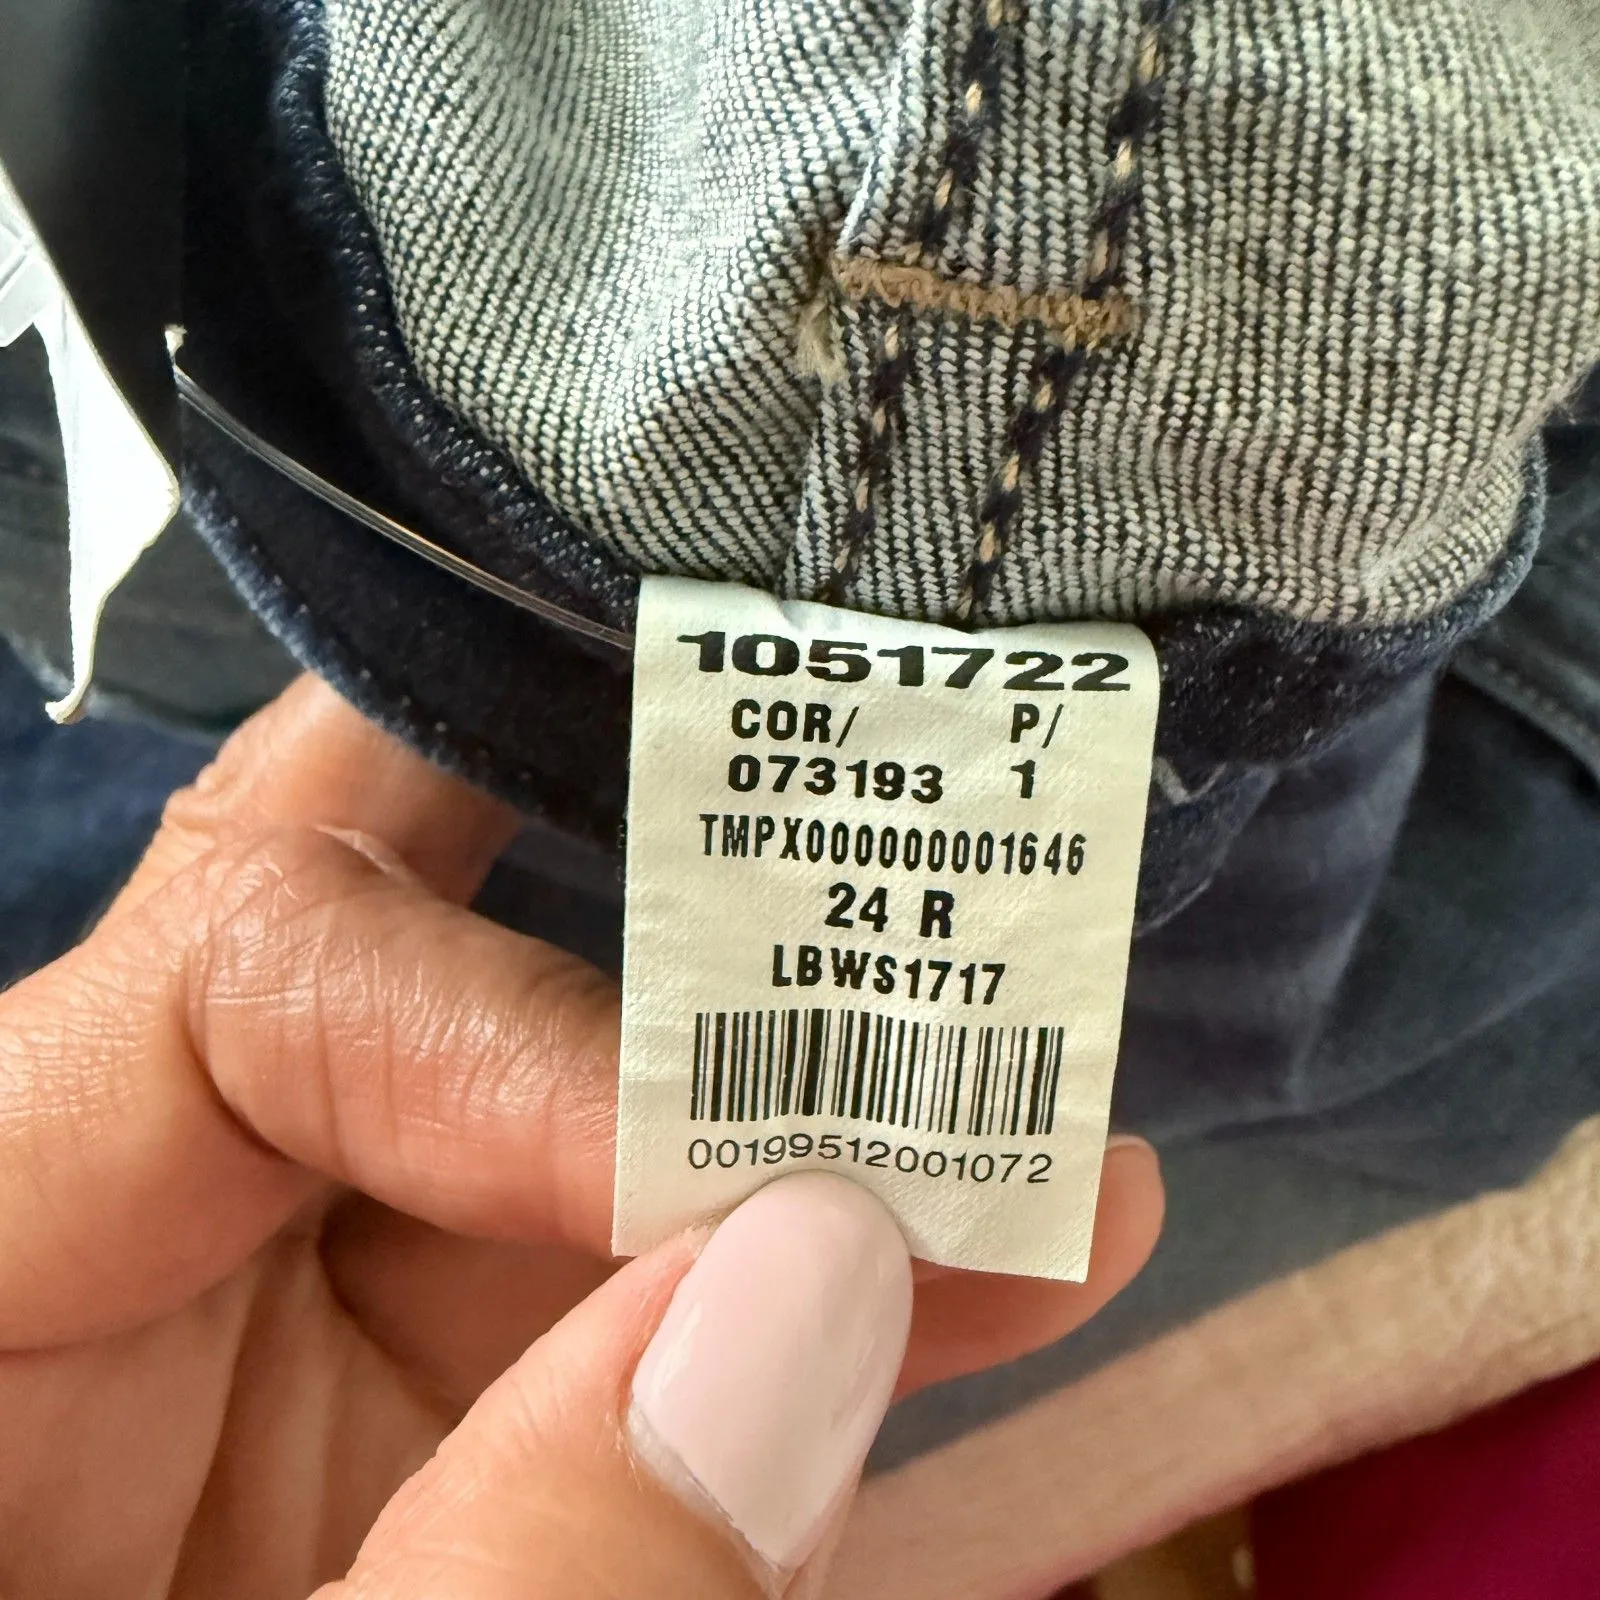 1051722
COR/ P/
073193 1
TMPX000000001646
24 R
LBWS1717
00199512001072